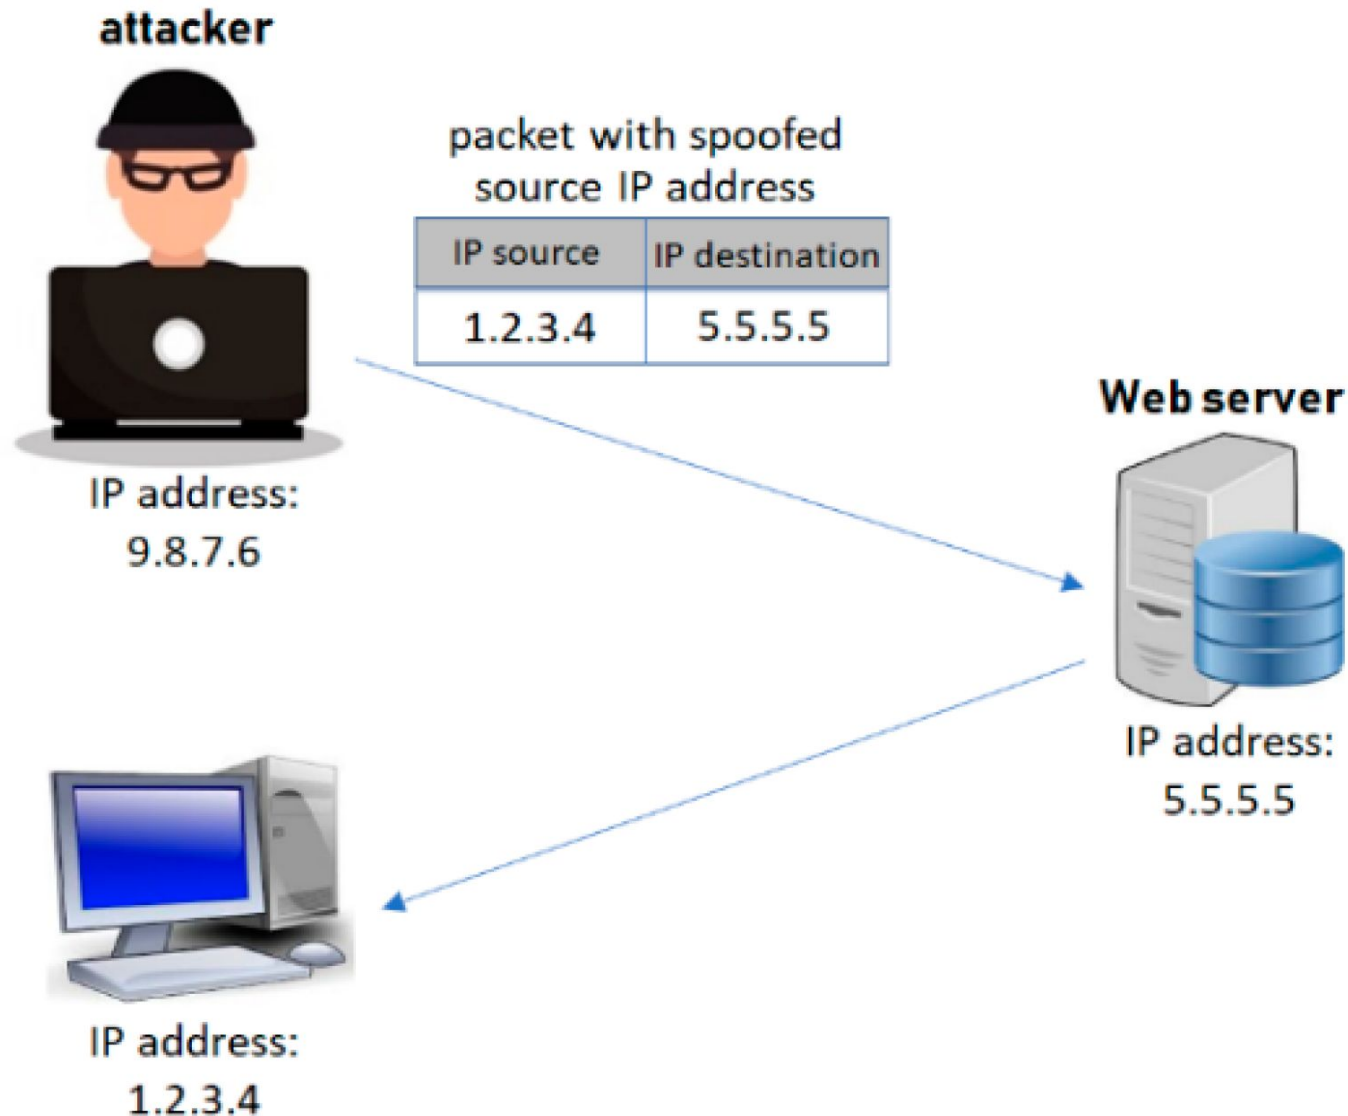 attacker
packet with spoofed
source IP address
IP source
IP destination
1.2.3.4
5.5.5.5
Web server
IP address:
9.8.7.6
IP address:
5.5.5.5
IP address:
1.2.3.4